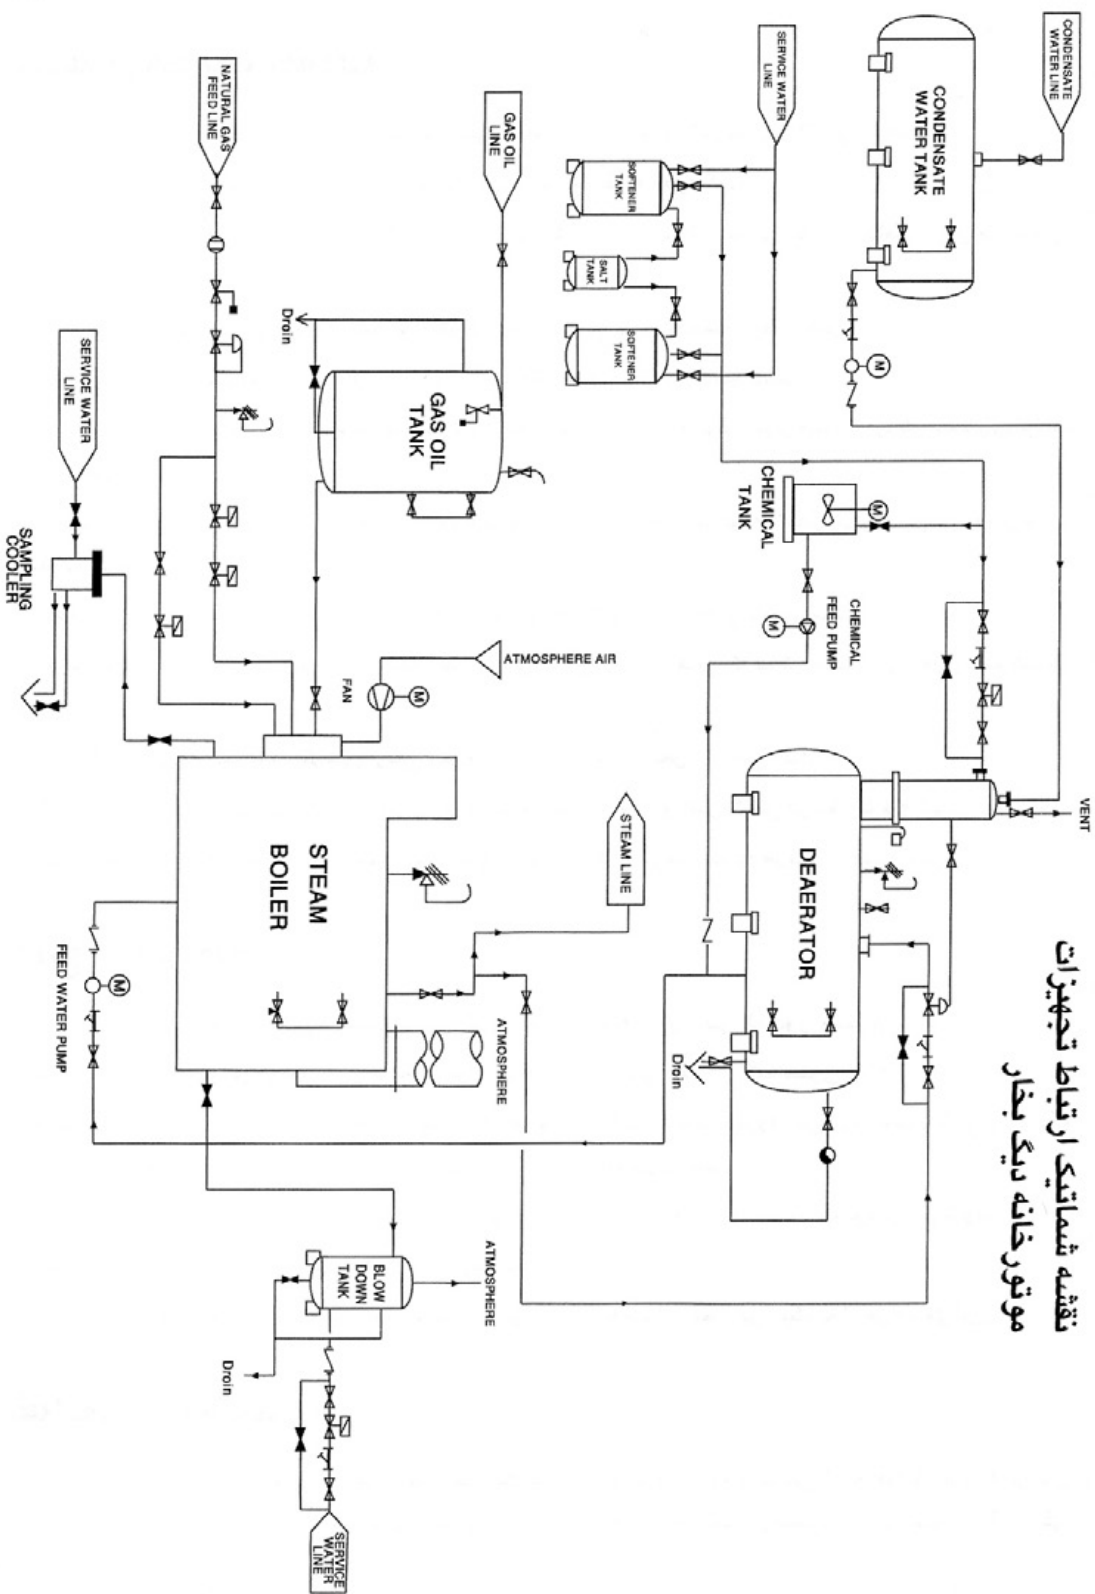 نقشه شماتیک ارتباط تجهیزات
موتورخانه دیگ بخار
CONDENSATE
WATER LINE
CONDENSATE
WATER TANK
SERVICE WATER
LINE
SOFTENER
TANK
SALT
TANK
SOFTENER
TANK
GAS OIL
LINE
NATURAL GAS
FEED LINE
Droin
GAS OIL
TANK
SERVICE WATER
LINE
SAMPLING
COOLER
CHEMICAL
TANK
M
M
M
CHEMICAL
FEED PUMP
ATMOSPHERE AIR
FAN
M
VENT
DEAERATOR
STEAM LINE
STEAM
BOILER
M
FEED WATER PUMP
ATMOSPHERE
Droin
BLOW
DOWN
TANK
ATMOSPHERE
Droin
SERVICE
WATER
LINE